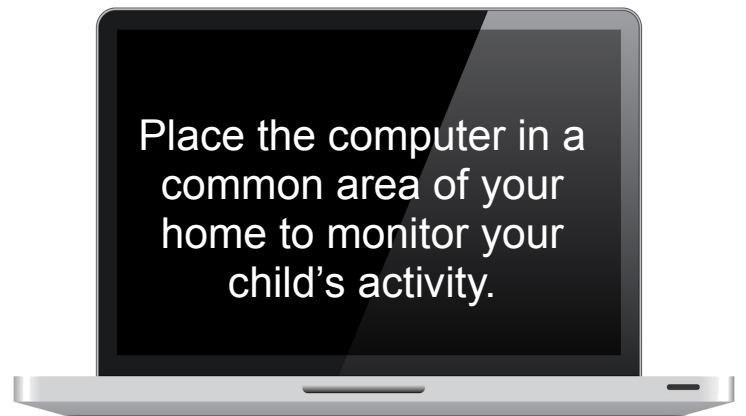 Place the computer in a
common area of your
home to monitor your
child’s activity.